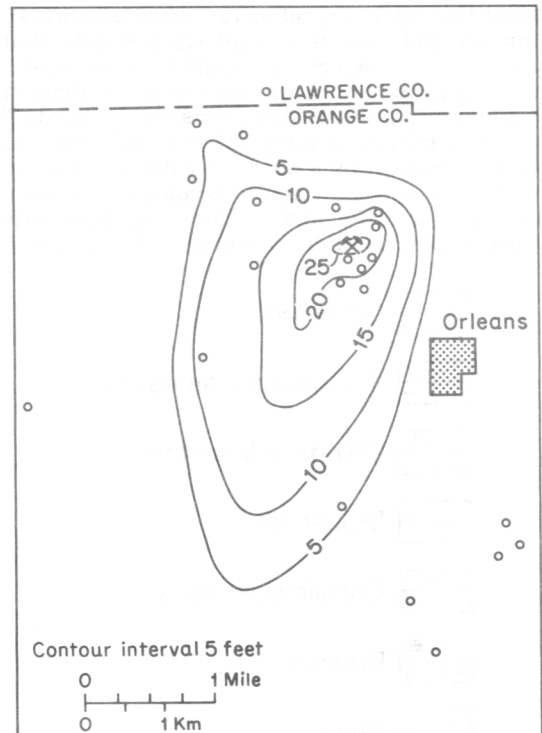 LAWRENCE CO.
ORANGE CO.
5
10
25
20
15
Orleans
10
5
Contour interval 5 feet
0 1 Mile
0 1 Km